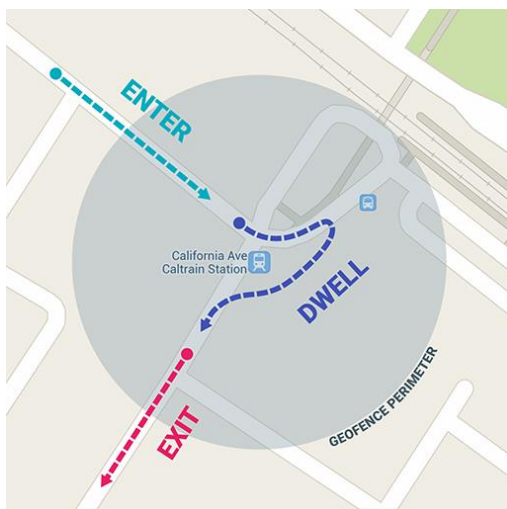 ENTER
California Ave
Caltrain Station
DWELL
GEOFENCE PERIMETER
EXIT